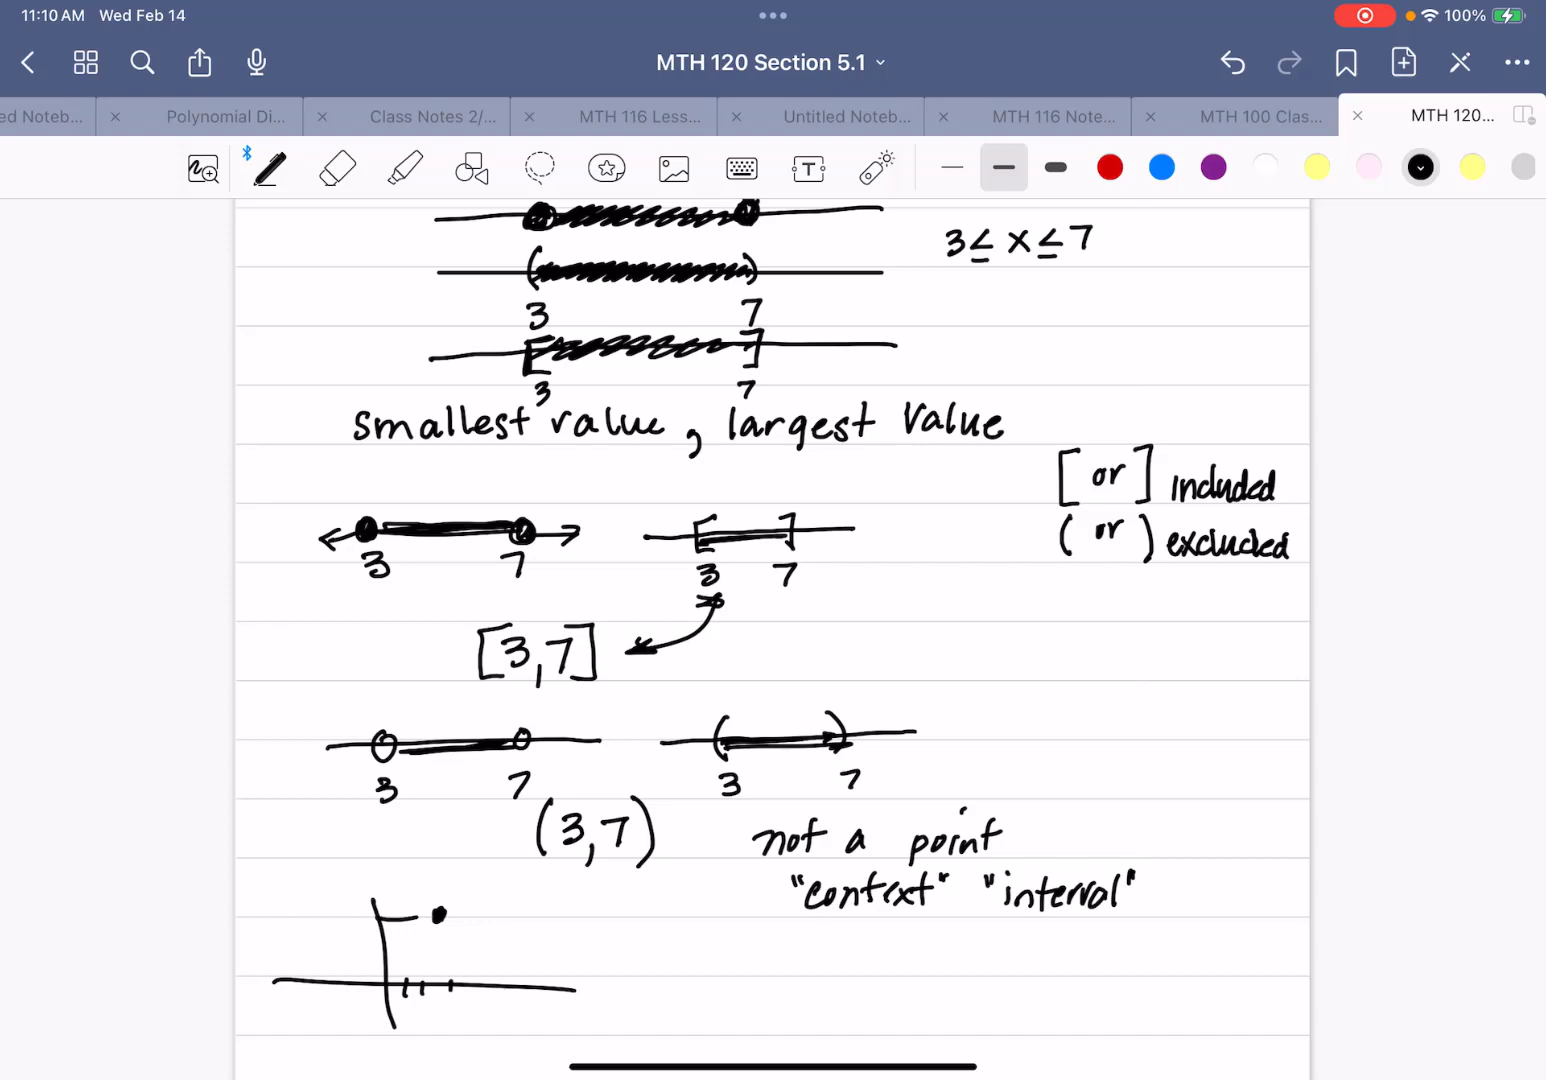 11:10 AM Wed Feb 14
100%
MTH 120 Section 5.1
ed Noteb... Polynomial Di... Class Notes 2/... MTH 116 Less... Untitled Noteb... MTH 116 Note... MTH 100 Clas... MTH 120...
T
3 ≤ x ≤ 7
3 7
3 7
smallest value, largest value
[ or ] included
( or ) excluded
3 7 3 7
[3,7]
3 7 3 7
(3,7) not a point
"context" "interval"